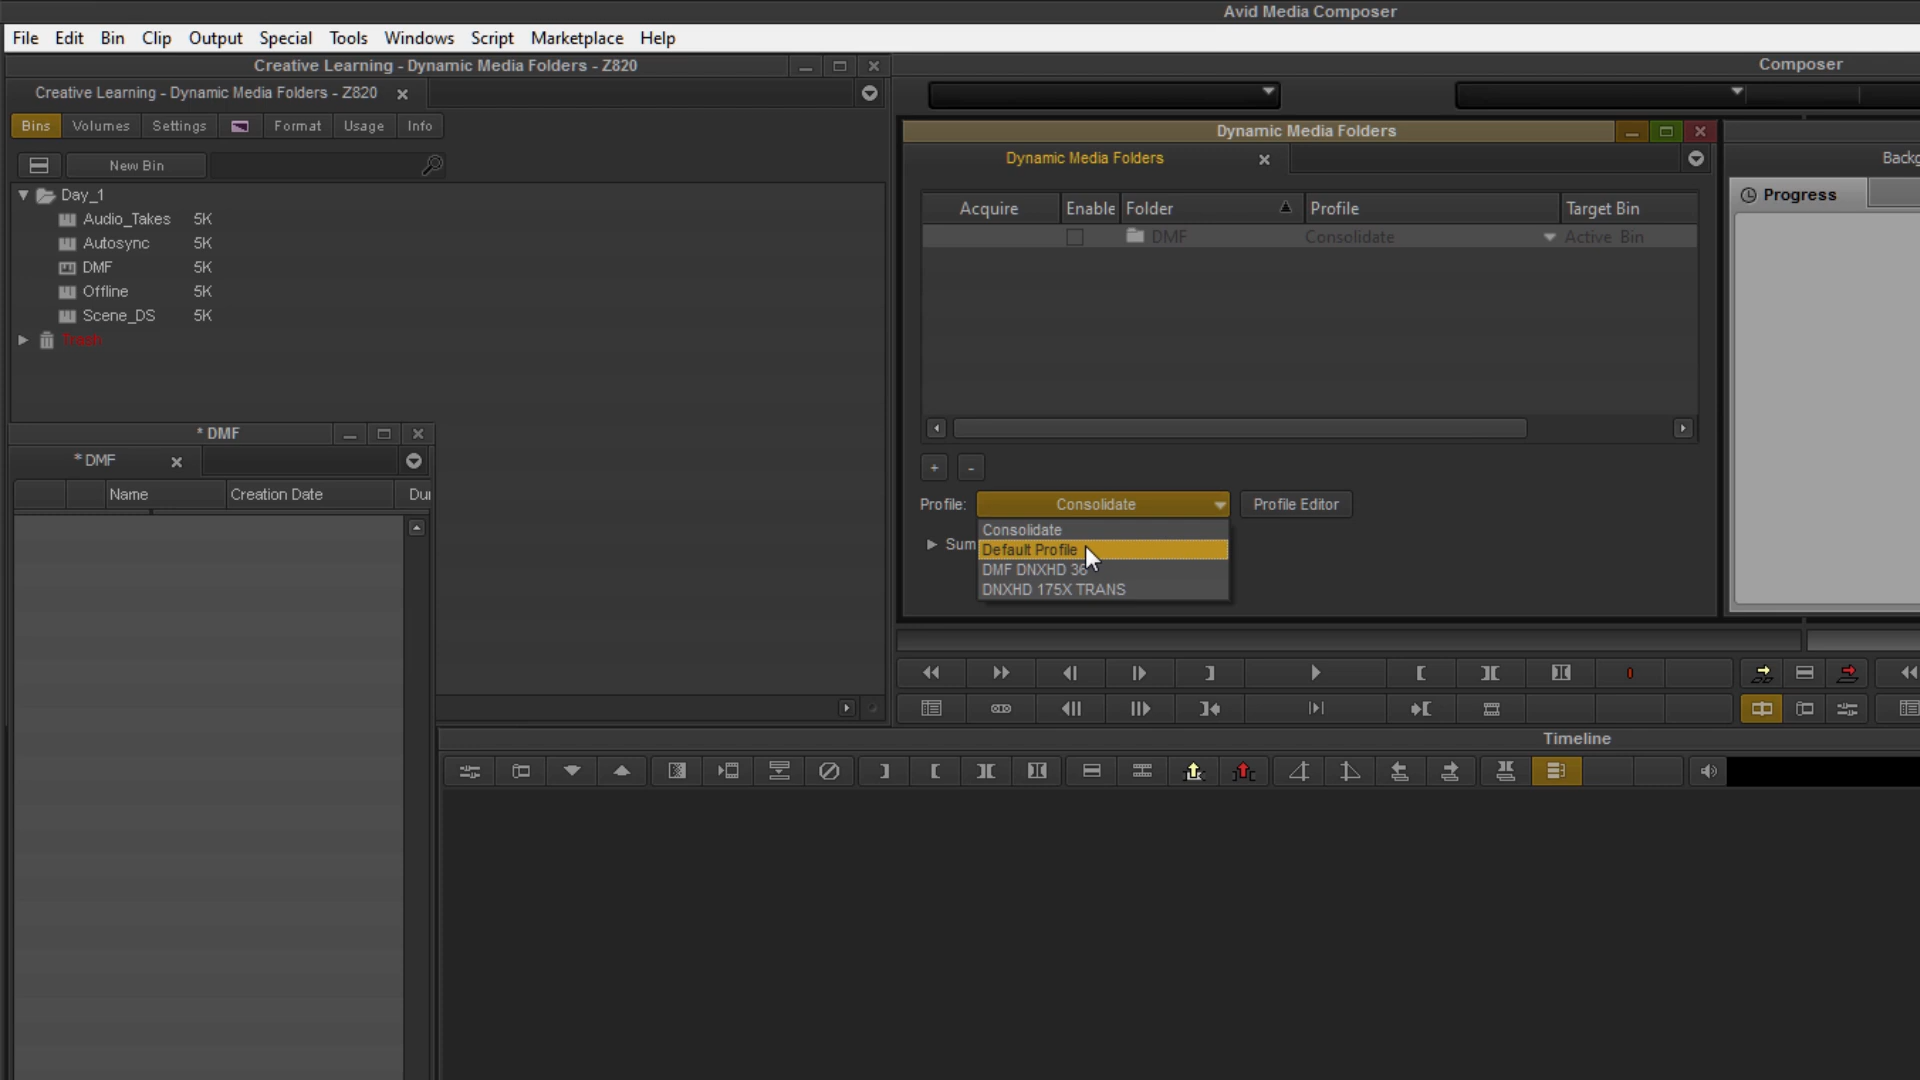 Avid Media Composer
File Edit Bin Clip Output Special Tools Windows Script Marketplace Help
Creative Learning - Dynamic Media Folders - Z820
Composer
Creative Learning - Dynamic Media Folders - Z820
Bins Volumes Settings Format Usage Info
New Bin
Day_1
Audio_Takes 5K
Autosync 5K
DMF 5K
Offline 5K
Scene_DS 5K
Trash
* DMF
* DMF
Name Creation Date Dur
Dynamic Media Folders
Dynamic Media Folders
Acquire Enable Folder Profile Target Bin
DMF Consolidate Active Bin
+ -
Profile: Consolidate Profile Editor
Consolidate
Sum
Default Profile
DMF DNXHD 36
DNXHD 175X TRANS
Backg
Progress
Timeline